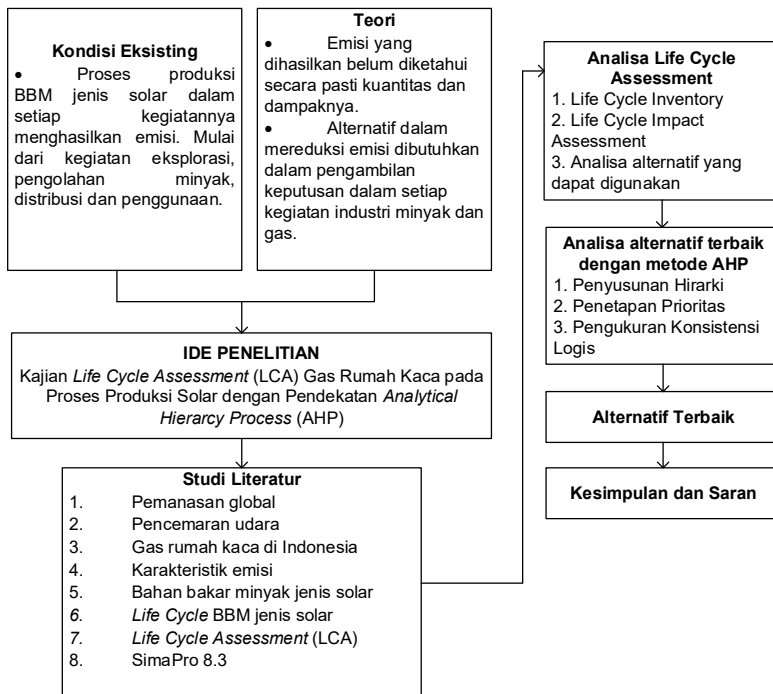 Kondisi Eksisting
• Proses produksi
BBM jenis solar dalam
setiap kegiatannya
menghasilkan emisi. Mulai
dari kegiatan eksplorasi,
pengolahan minyak,
distribusi dan penggunaan.
Teori
• Emisi yang
dihasilkan belum diketahui
secara pasti kuantitas dan
dampaknya.
• Alternatif dalam
mereduksi emisi dibutuhkan
dalam pengambilan
keputusan dalam setiap
kegiatan industri minyak dan
gas.
IDE PENELITIAN
Kajian Life Cycle Assessment (LCA) Gas Rumah Kaca pada
Proses Produksi Solar dengan Pendekatan Analytical
Hierarcy Process (AHP)
Studi Literatur
1. Pemanasan global
2. Pencemaran udara
3. Gas rumah kaca di Indonesia
4. Karakteristik emisi
5. Bahan bakar minyak jenis solar
6. Life Cycle BBM jenis solar
7. Life Cycle Assessment (LCA)
8. SimaPro 8.3
Analisa Life Cycle
Assessment
1. Life Cycle Inventory
2. Life Cycle Impact
Assessment
3. Analisa alternatif yang
dapat digunakan
Analisa alternatif terbaik
dengan metode AHP
1. Penyusunan Hirarki
2. Penetapan Prioritas
3. Pengukuran Konsistensi
Logis
Alternatif Terbaik
Kesimpulan dan Saran